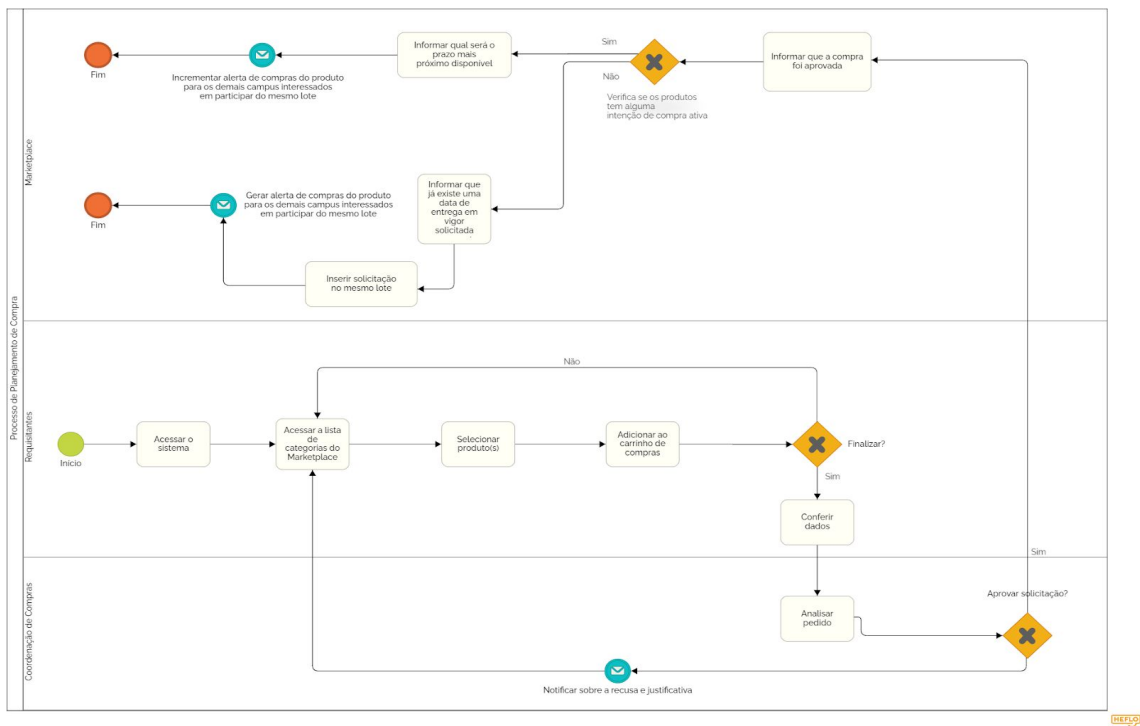 Processo de Planejamento de Compra
Marketplace
Fim
Incrementar alerta de compras do produto
para os demais campus interessados
em participar do mesmo lote
Informar qual será o
prazo mais
próximo disponível
Sim
Não
Verifica se os produtos
tem alguma
intenção de compra ativa
Informar que a compra
foi aprovada
Fim
Gerar alerta de compras do produto
para os demais campus interessados
em participar do mesmo lote
Informar que
já existe uma
data de
entrega em
vigor
solicitada
Inserir solicitação
no mesmo lote
Requisitantes
Início
Acessar o
sistema
Acessar a lista
de
categorias do
Marketplace
Selecionar
produto(s)
Adicionar ao
carrinho de
compras
Não
Finalizar?
Sim
Conferir
dados
Sim
Coordenação de Compras
Analisar
pedido
Aprovar solicitação?
Notificar sobre a recusa e justificativa
HEFLO